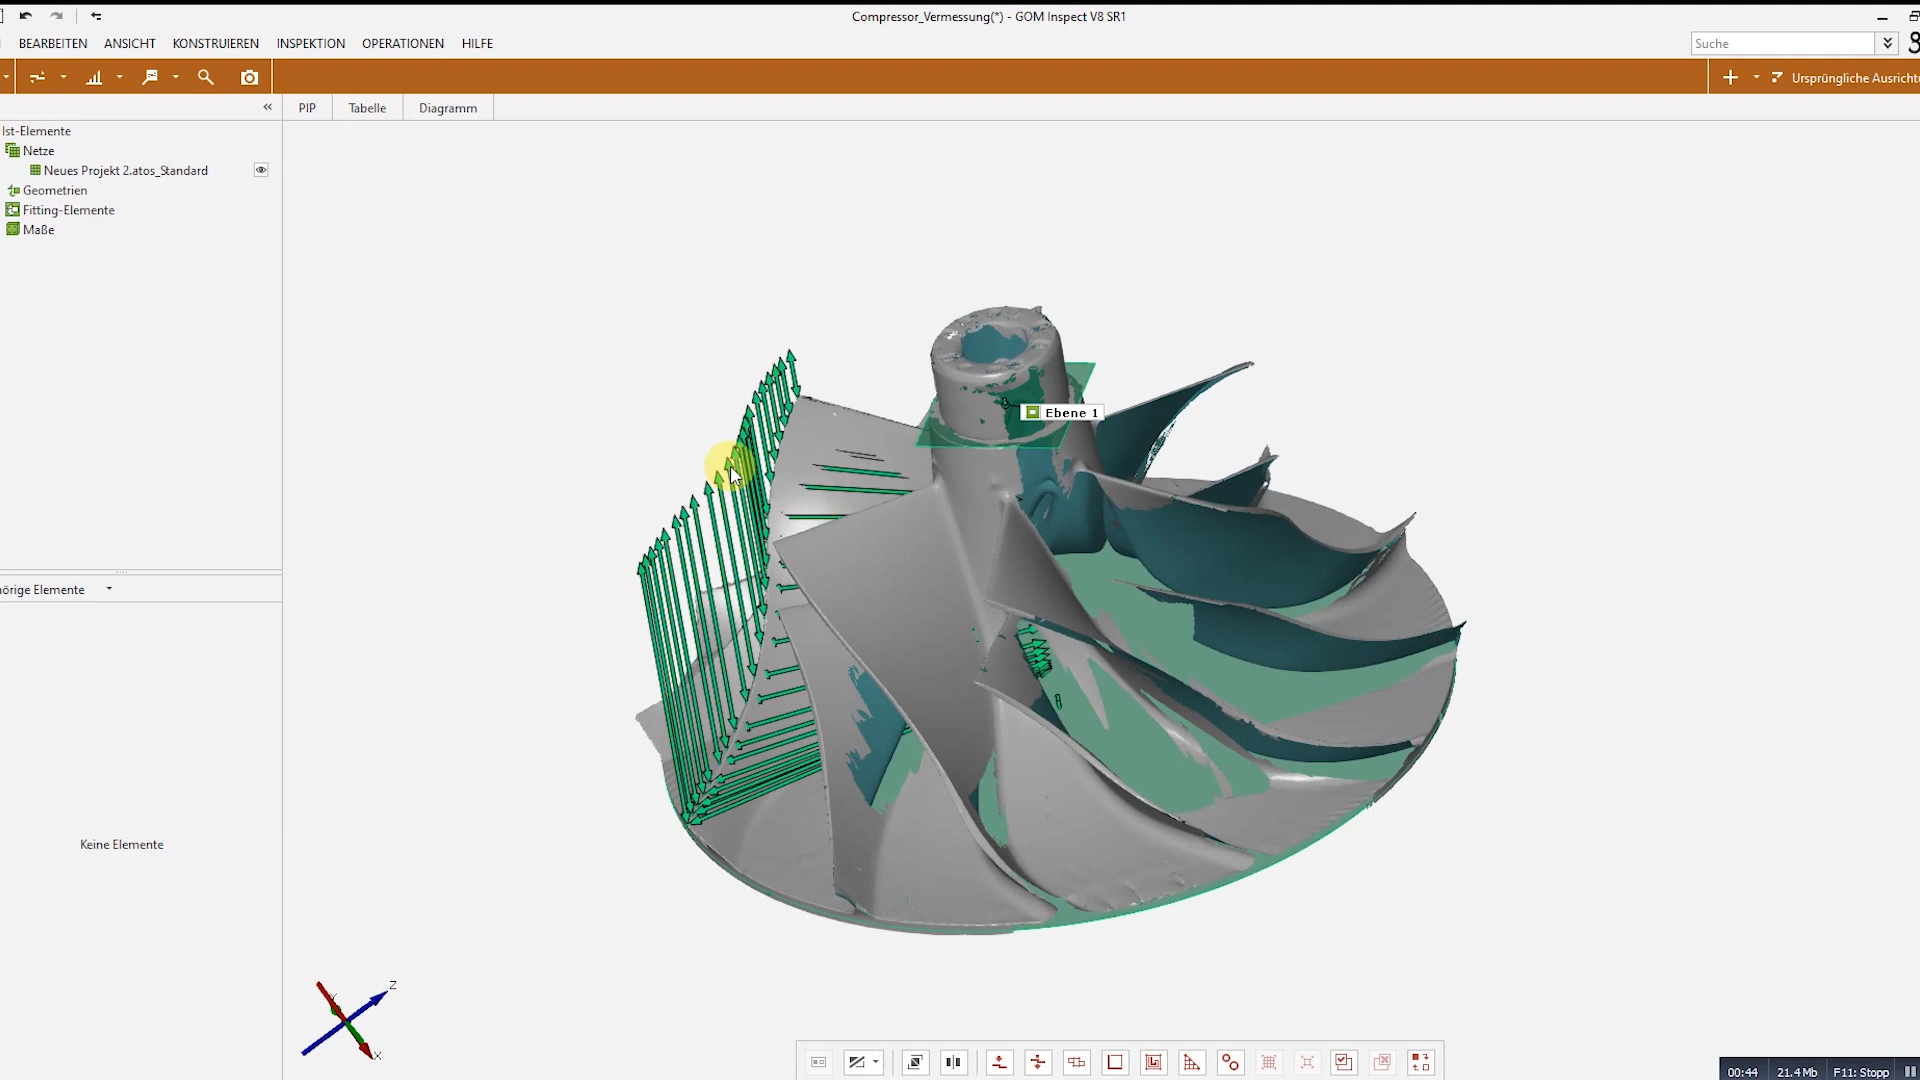 Compressor_Vermessung(*) - GOM Inspect V8 SR1
BEARBEITEN ANSICHT KONSTRUIEREN INSPEKTION OPERATIONEN HILFE
Suche
Ursprüngliche Ausricht
PIP Tabelle Diagramm
Ist-Elemente
Netze
Neues Projekt 2.atos_Standard
Geometrien
Fitting-Elemente
Maße
Ebene 1
örige Elemente
Keine Elemente
Z
Y
X
00:44 21.4 Mb F11: Stopp